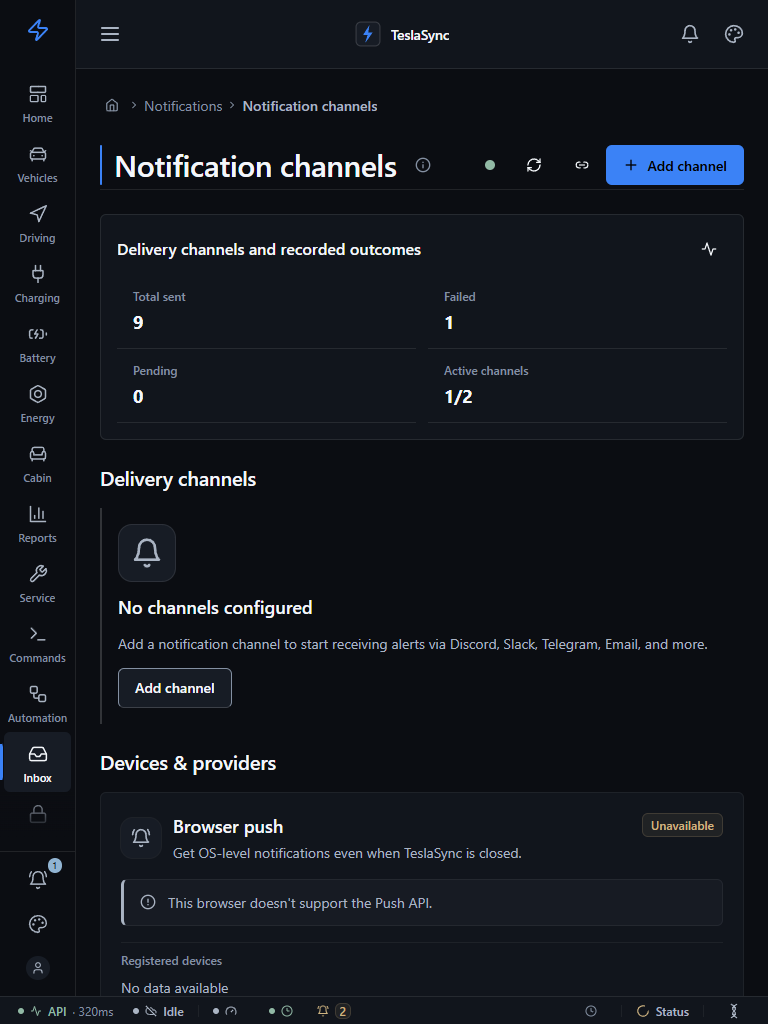 TeslaSync
Home
Vehicles
Driving
Charging
Battery
Energy
Cabin
Reports
Service
Commands
Automation
Inbox
1
Notifications
Notification channels
Notification channels
Add channel
Delivery channels and recorded outcomes
Total sent
9
Failed
1
Pending
0
Active channels
1/2
Delivery channels
No channels configured
Add a notification channel to start receiving alerts via Discord, Slack, Telegram, Email, and more.
Add channel
Devices & providers
Browser push
Unavailable
Get OS-level notifications even when TeslaSync is closed.
This browser doesn't support the Push API.
Registered devices
No data available
API · 320ms
Idle
2
Status